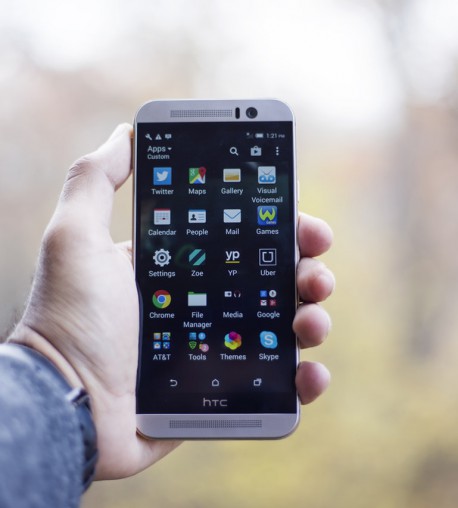 1:21 PM
Apps
Custom
Twitter Maps Gallery Visual Voicemail
Calendar People Mail Games
yp
Settings Zoe YP Uber
Chrome File Manager Media Google
AT&T Tools Themes Skype
hTC